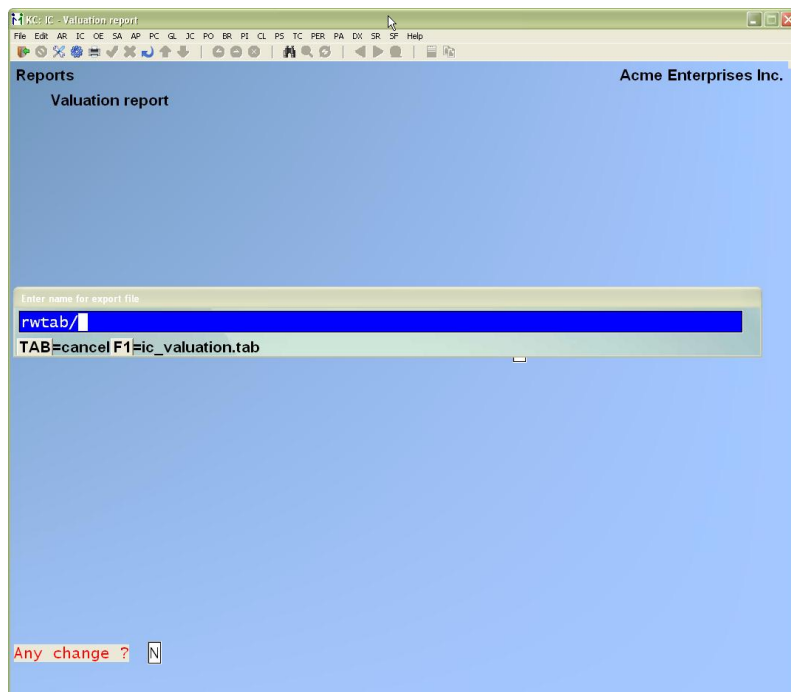 KC: IC - Valuation report
File Edit AR IC OE SA AP PC GL JC PO BR PI CL PS TC PER PA DX SR SF Help
Reports
Acme Enterprises Inc.
Valuation report
Enter name for export file
rwtab/
TAB=cancel F1=ic_valuation.tab
Any change ? N